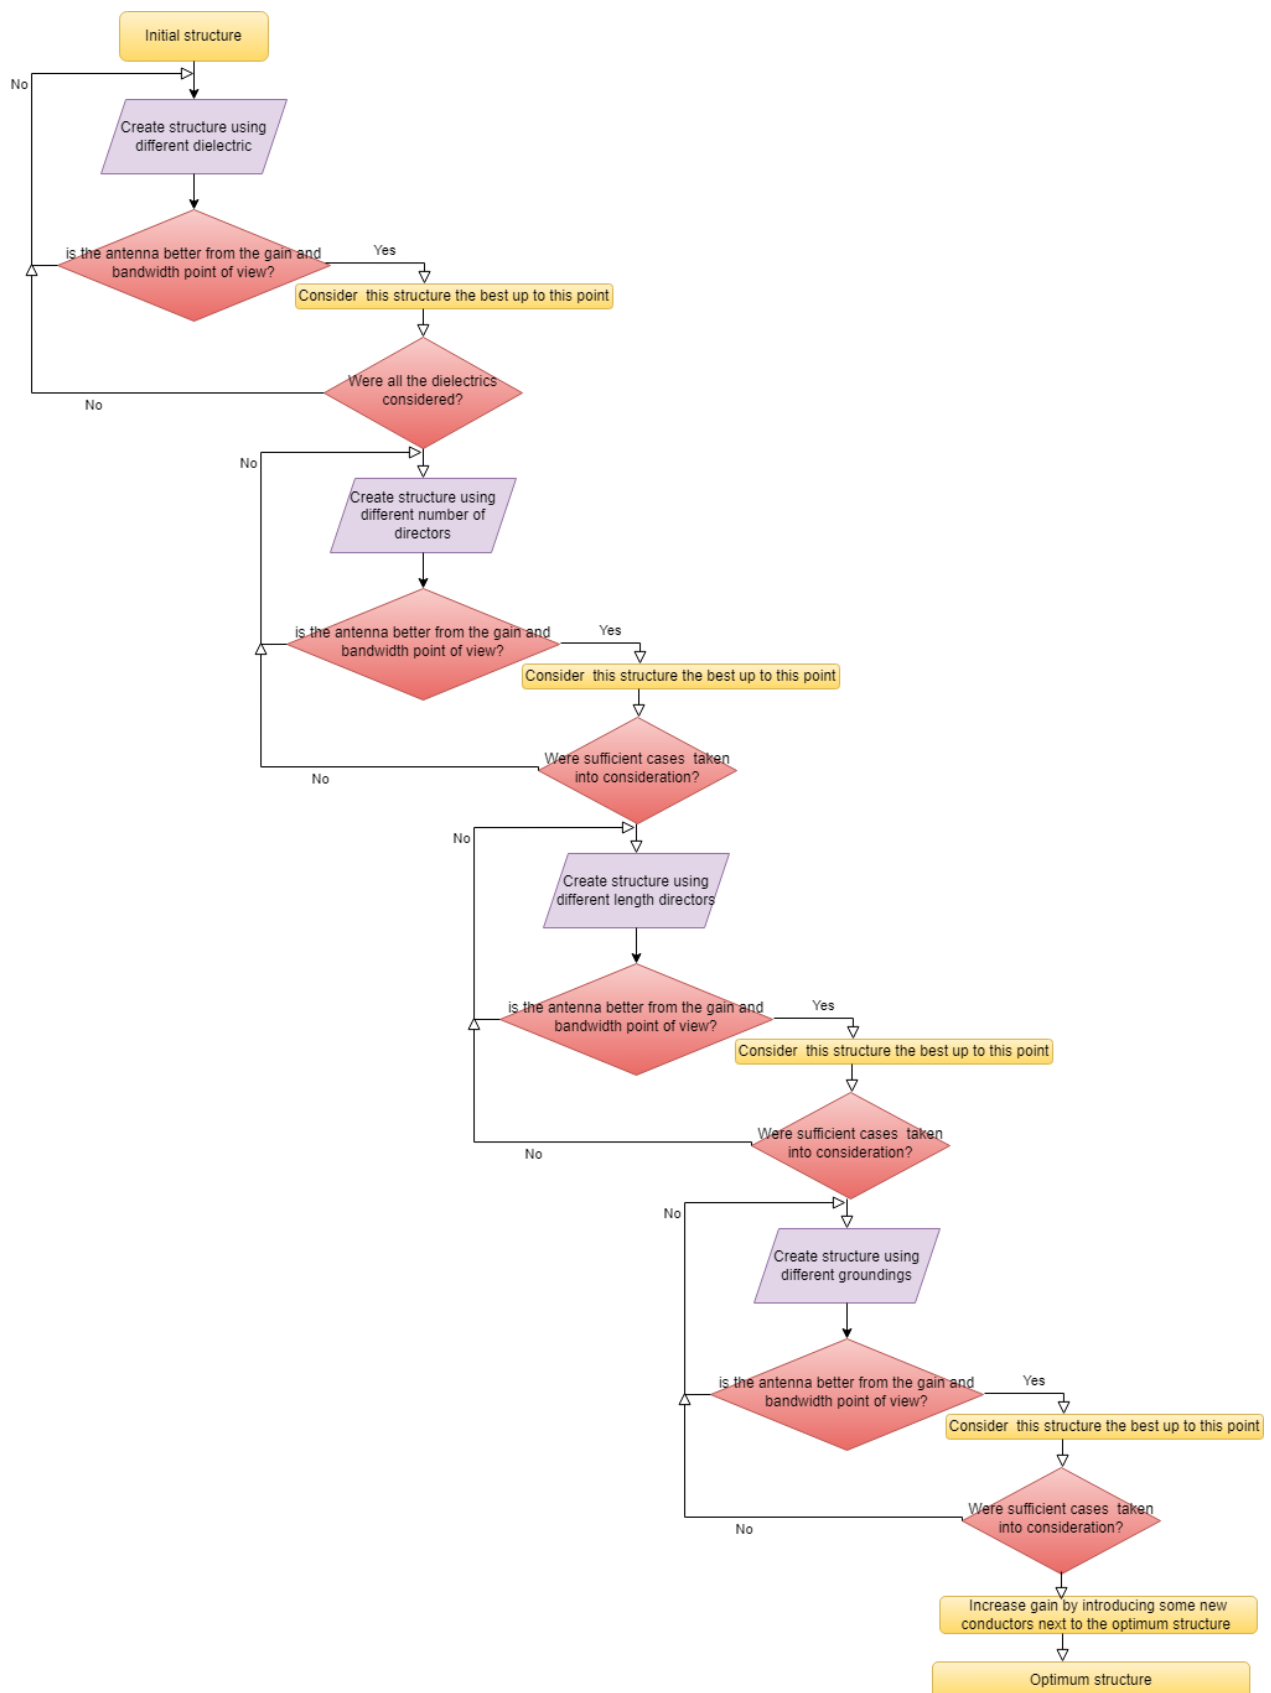 Initial structure
No
Create structure using
different dielectric
is the antenna better from the gain and
bandwidth point of view?
Yes
Consider  this structure the best up to this point
Were all the dielectrics
considered?
No
No
Create structure using
different number of
directors
is the antenna better from the gain and
bandwidth point of view?
Yes
Consider  this structure the best up to this point
Were sufficient cases  taken
into consideration?
No
No
Create structure using
different length directors
is the antenna better from the gain and
bandwidth point of view?
Yes
Consider  this structure the best up to this point
Were sufficient cases  taken
into consideration?
No
No
Create structure using
different groundings
is the antenna better from the gain and
bandwidth point of view?
Yes
Consider  this structure the best up to this point
Were sufficient cases  taken
into consideration?
No
Increase gain by introducing some new
conductors next to the optimum structure
Optimum structure